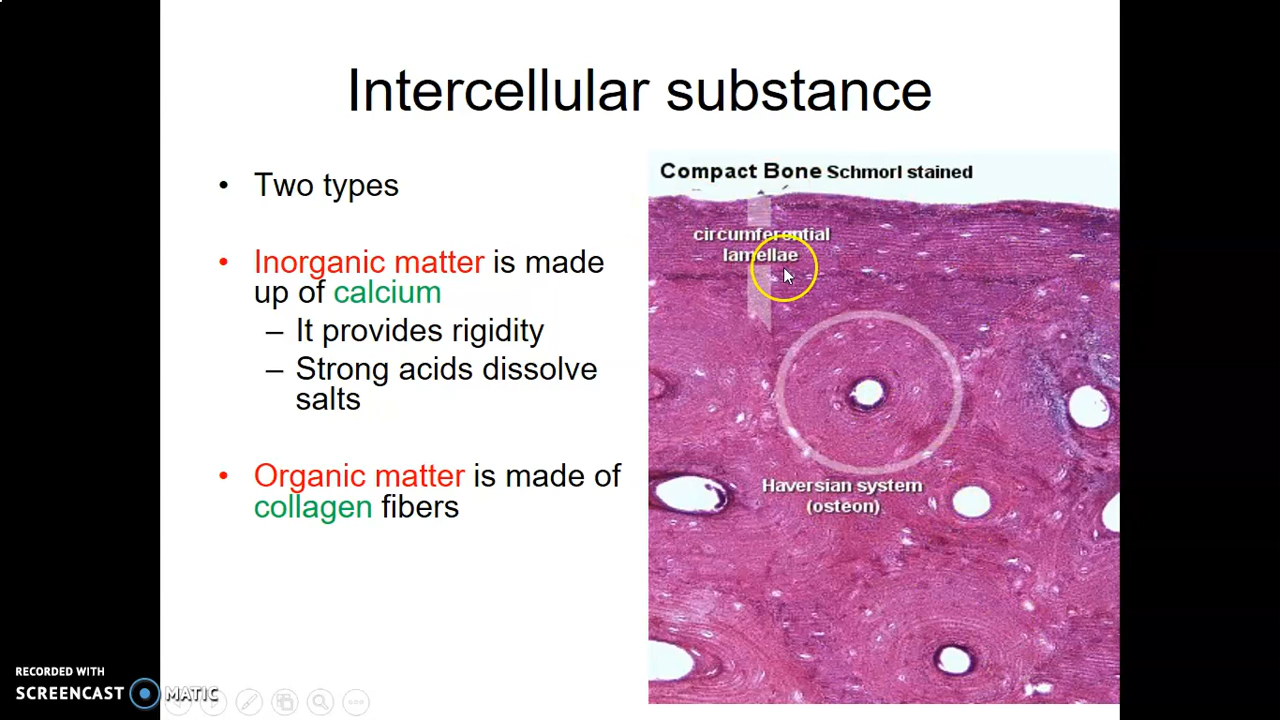 Intercellular substance
• Two types
• Inorganic matter is made
up of calcium
– It provides rigidity
– Strong acids dissolve
salts
• Organic matter is made of
collagen fibers
Compact Bone Schmorl stained
circumferential
lamellae
Haversian system
(osteon)
RECORDED WITH
SCREENCAST MATIC